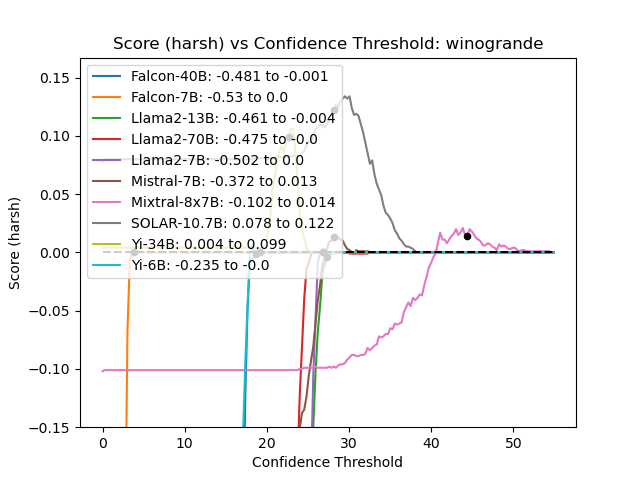 Score (harsh) vs Confidence Threshold: winogrande
Score (harsh)
0.15
0.10
0.05
0.00
−0.05
−0.10
−0.15
Falcon-40B: -0.481 to -0.001
Falcon-7B: -0.53 to 0.0
Llama2-13B: -0.461 to -0.004
Llama2-70B: -0.475 to -0.0
Llama2-7B: -0.502 to 0.0
Mistral-7B: -0.372 to 0.013
Mixtral-8x7B: -0.102 to 0.014
SOLAR-10.7B: 0.078 to 0.122
Yi-34B: 0.004 to 0.099
Yi-6B: -0.235 to -0.0
0 10 20 30 40 50
Confidence Threshold